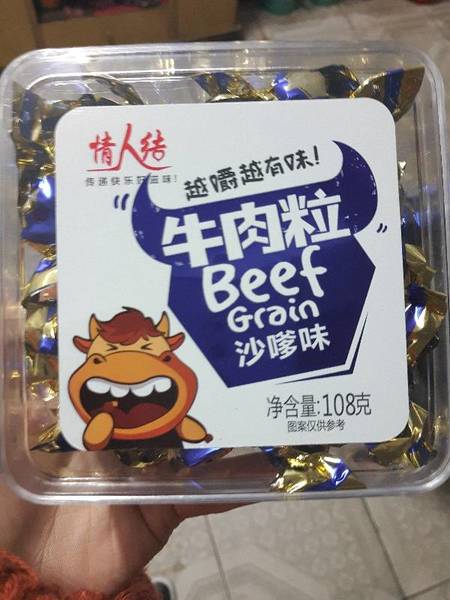 情人结
传递快乐好滋味!
越嚼越有味!
“牛肉粒”
Beef
Grain
沙嗲味
净含量:108克
图案仅供参考